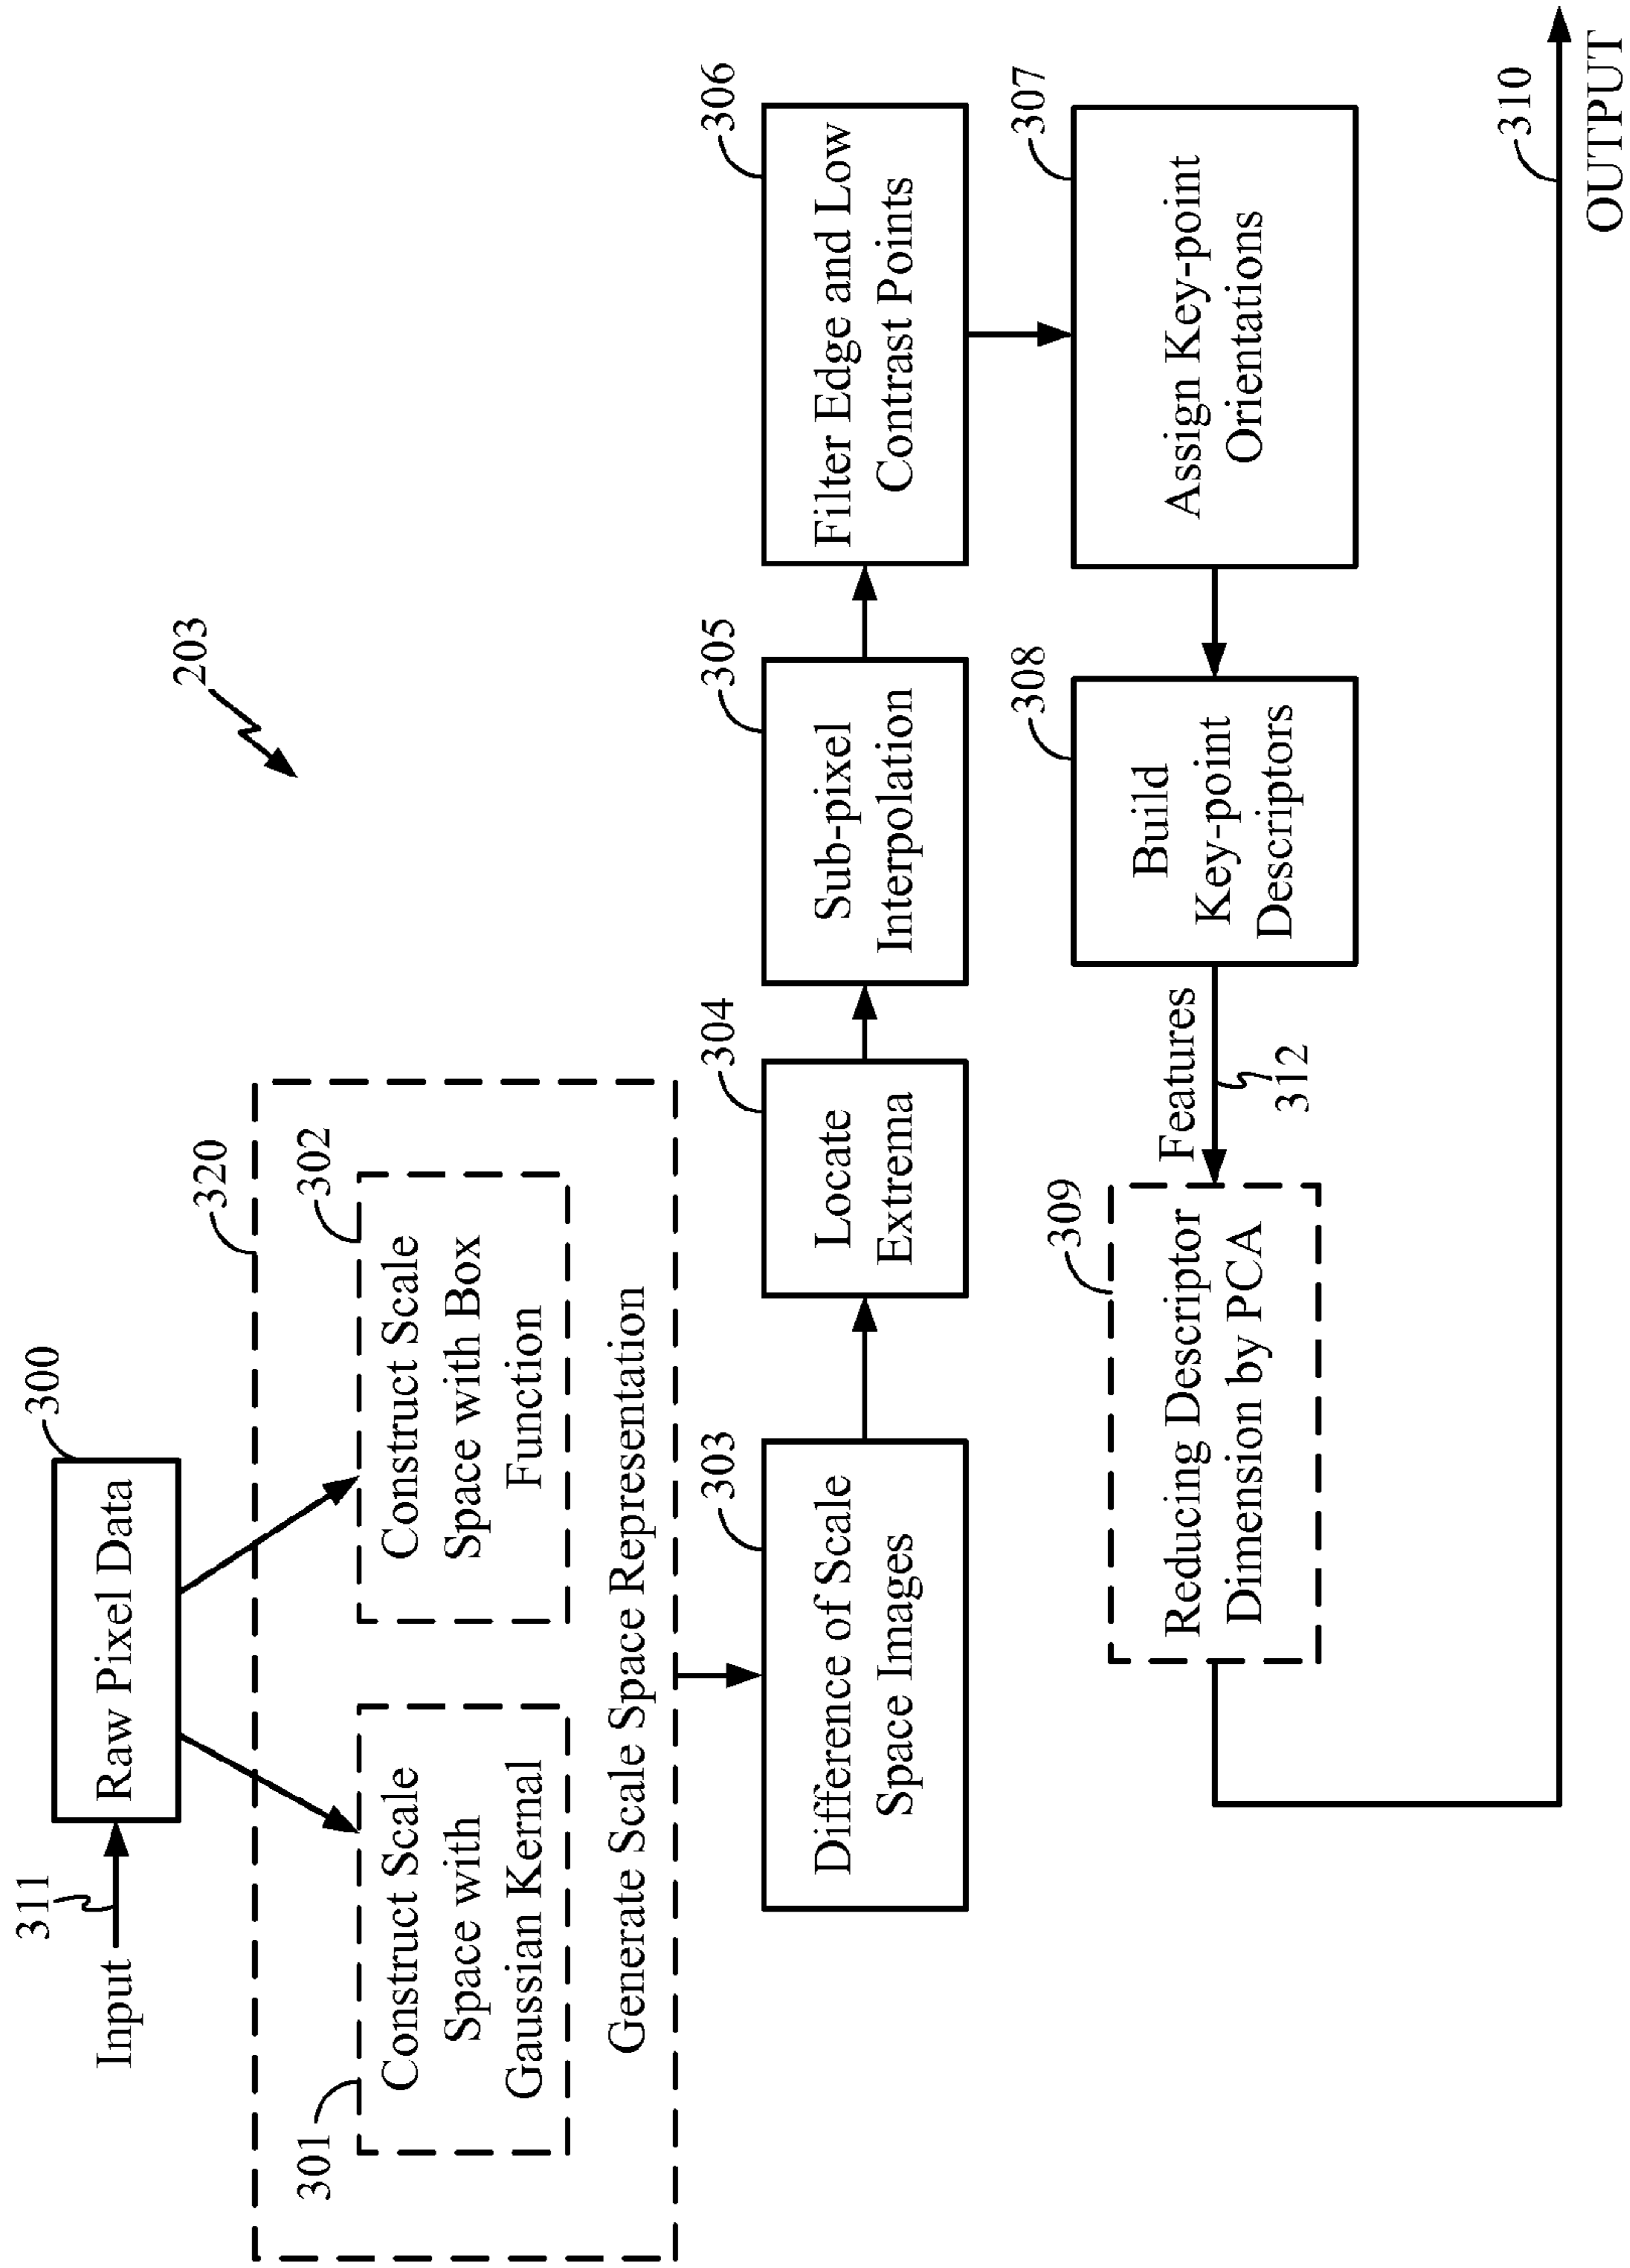 203
311
Input
300
Raw Pixel Data
320
301
Construct Scale
Space with
Gaussian Kernal
302
Construct Scale
Space with Box
Function
Generate Scale Space Representation
303
Difference of Scale
Space Images
304
Locate
Extrema
305
Sub-pixel
Interpolation
306
Filter Edge and Low
Contrast Points
307
Assign Key-point
Orientations
308
Build
Key-point
Descriptors
Features
312
309
Reducing Descriptor
Dimension by PCA
310
OUTPUT